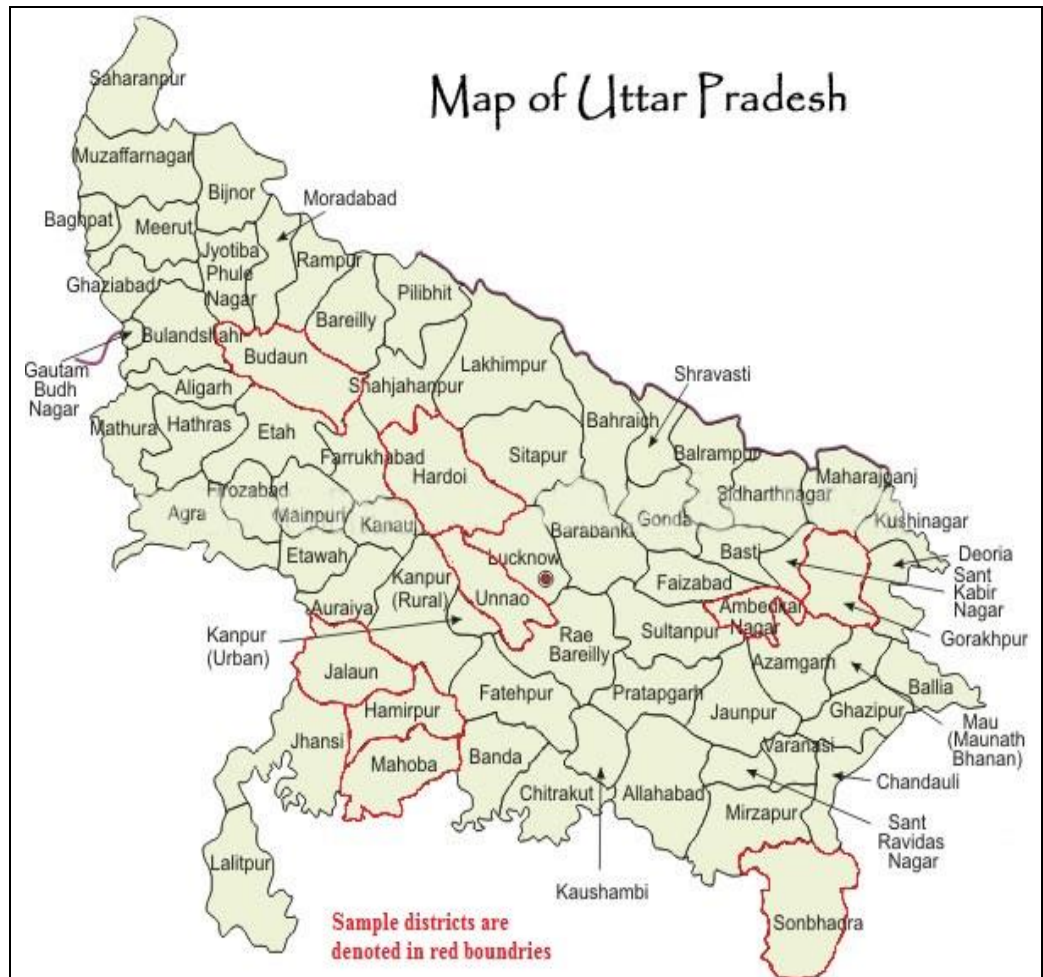 Map of Uttar Pradesh
Saharanpur
Muzaffarnagar
Bijnor
Moradabad
Baghpat
Meerut
Jyotiba
Phule
Nagar
Rampur
Ghaziabad
Pilibhit
Bareilly
Bulandshahr
Budaun
Gautam
Budh
Nagar
Aligarh
Shahjahanpur
Lakhimpur
Shravasti
Mathura
Hathras
Etah
Bahraich
Farrukhabad
Hardoi
Sitapur
Balrampur
Maharajganj
Firozabad
Sidharthnagar
Agra
Mainpuri
Kanauj
Gonda
Kushinagar
Barabanki
Etawah
Lucknow
Basti
Deoria
Kanpur
(Rural)
Unnao
Faizabad
Sant
Kabir
Nagar
Auraiya
Ambedkar
Nagar
Gorakhpur
Kanpur
(Urban)
Rae
Bareilly
Sultanpur
Jalaun
Azamgarh
Ballia
Fatehpur
Pratapgarh
Hamirpur
Jaunpur
Ghazipur
Mau
(Maunath
Bhanan)
Jhansi
Varanasi
Mahoba
Banda
Chandauli
Chitrakut
Allahabad
Mirzapur
Sant
Ravidas
Nagar
Lalitpur
Kaushambi
Sample districts are
denoted in red boundries
Sonbhadra